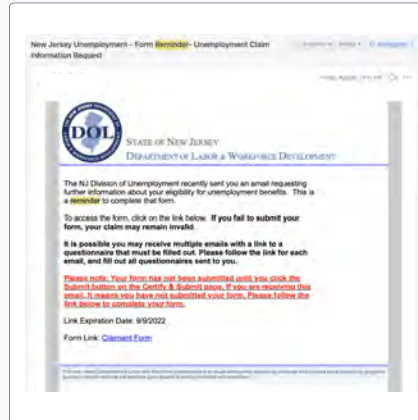 New Jersey Unemployment - Form Reminder- Unemployment Claim
Information Request
DOL
STATE OF NEW JERSEY
DEPARTMENT OF LABOR & WORKFORCE DEVELOPMENT
The NJ Division of Unemployment recently sent you an email requesting
further information about your eligibility for unemployment benefits. This is
a reminder to complete that form.
To access the form, click on the link below. If you fail to submit your
form, your claim may remain invalid.
It is possible you may receive multiple emails with a link to a
questionnaire that must be filled out. Please follow the link for each
email, and fill out all questionnaires sent to you.
Please note: Your form has not been submitted until you click the
Submit button on the Certify & Submit page. If you are receiving this
email, it means you have not submitted your form. Please follow the
link below to complete your form.
Link Expiration Date: 9/9/2022
Form Link: Claimant Form